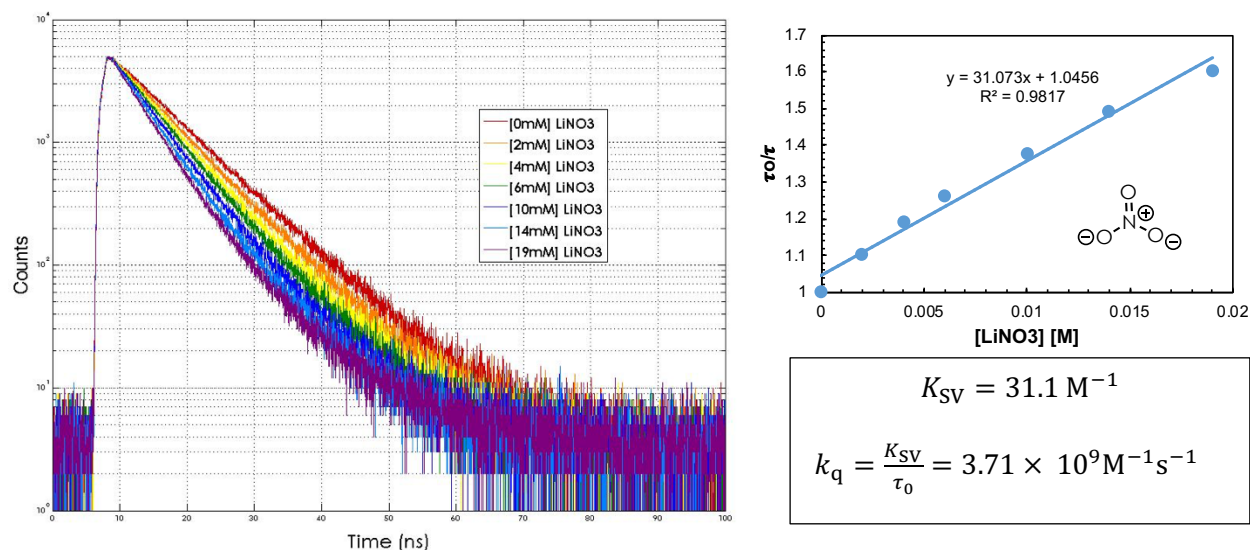 10⁴
10³
10²
10¹
10⁰
Counts
0 10 20 30 40 50 60 70 80 90 100
Time (ns)
[0mM] LiNO3
[2mM] LiNO3
[4mM] LiNO3
[6mM] LiNO3
[10mM] LiNO3
[14mM] LiNO3
[19mM] LiNO3
1.7
1.6
1.5
1.4
1.3
1.2
1.1
1
τ0/τ
y = 31.073x + 1.0456
R² = 0.9817
O
N ⊕
⊖ O O ⊖
0 0.005 0.01 0.015 0.02
[LiNO3] [M]
K_SV = 31.1 M⁻¹
k_q = K_SV/τ₀ = 3.71 × 10⁹M⁻¹s⁻¹